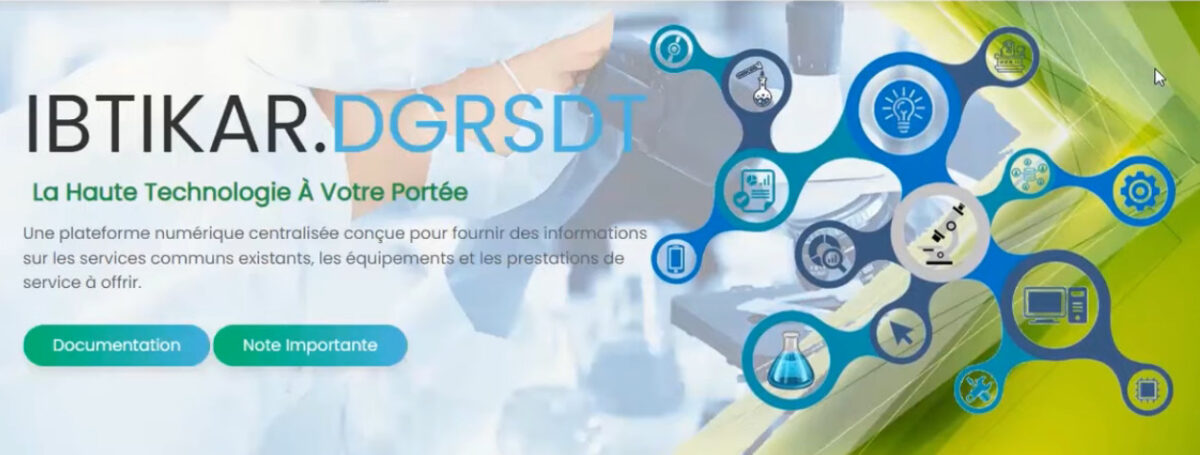 IBTIKAR.DGRSDT
La Haute Technologie À Votre Portée
Une plateforme numérique centralisée conçue pour fournir des informations
sur les services communs existants, les équipements et les prestations de
service à offrir.
Documentation
Note Importante